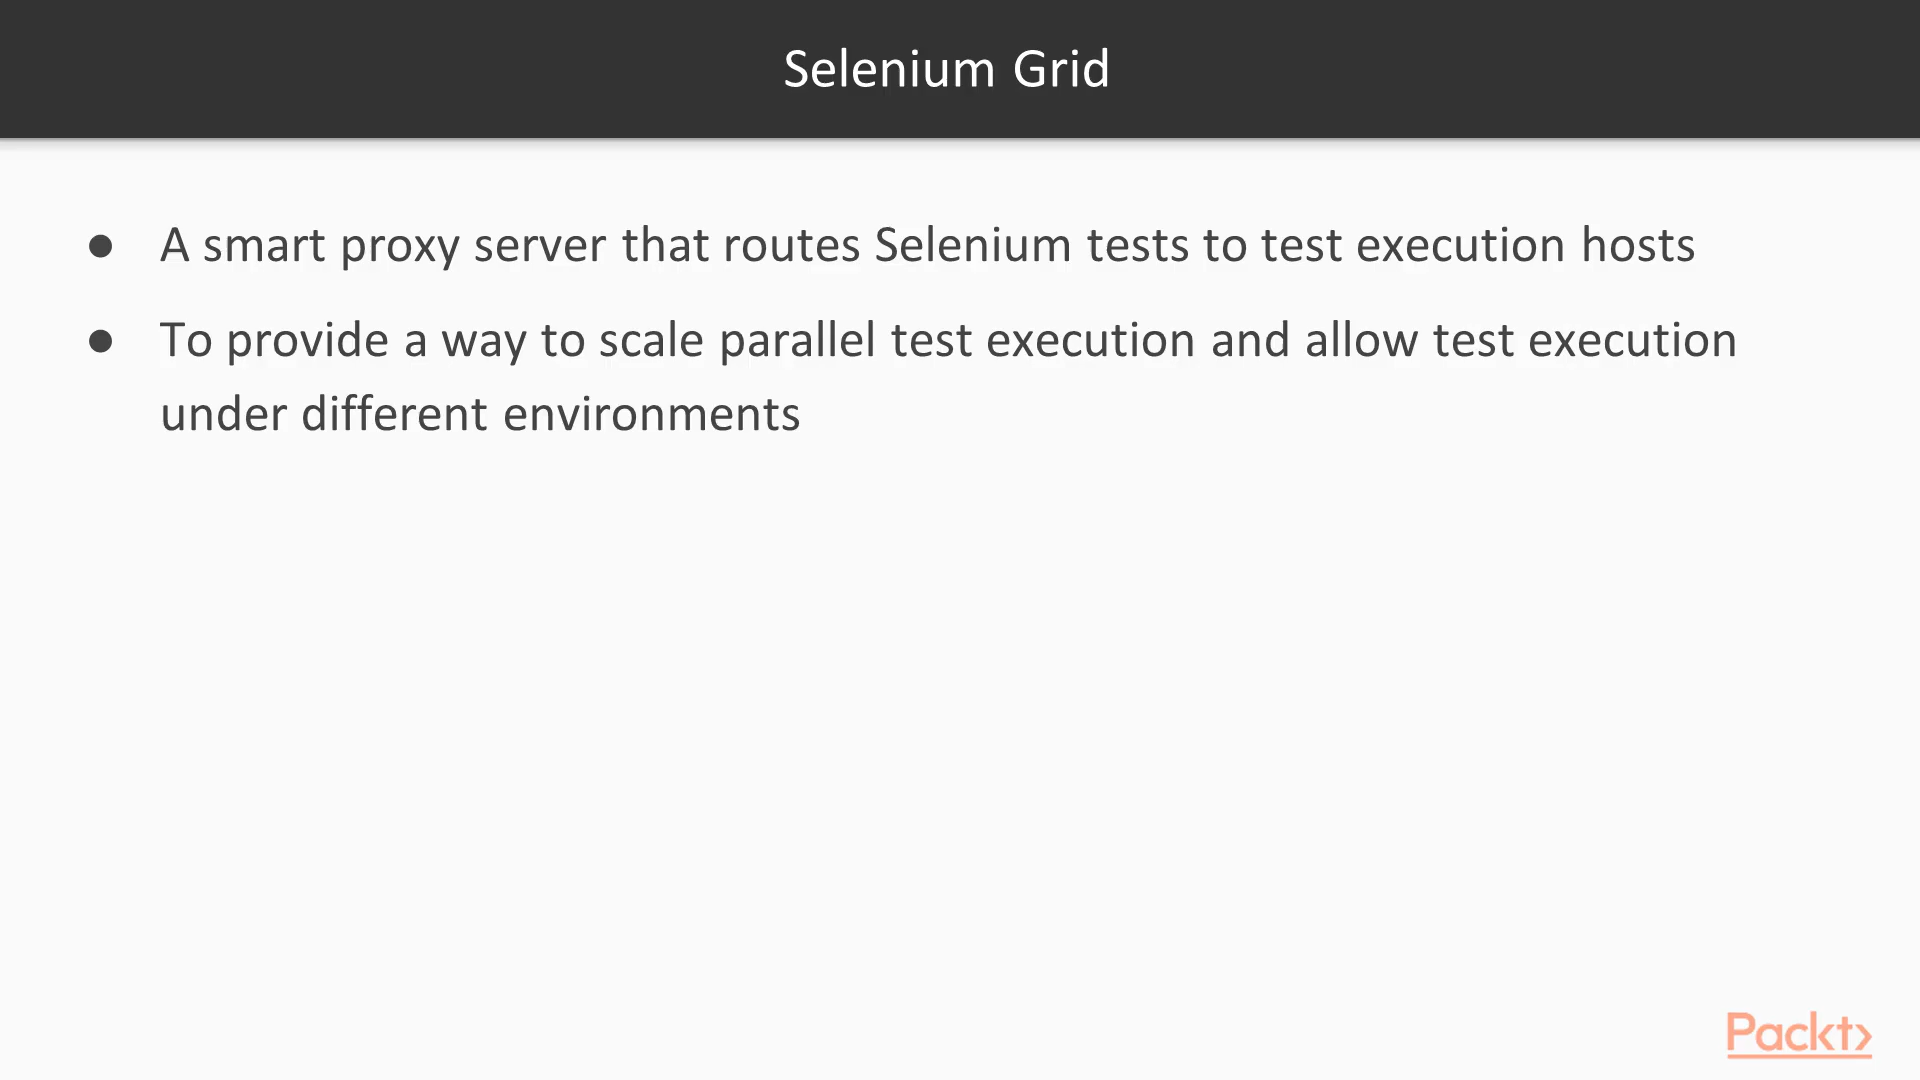 Selenium Grid
● A smart proxy server that routes Selenium tests to test execution hosts
● To provide a way to scale parallel test execution and allow test execution
under different environments
Packt>